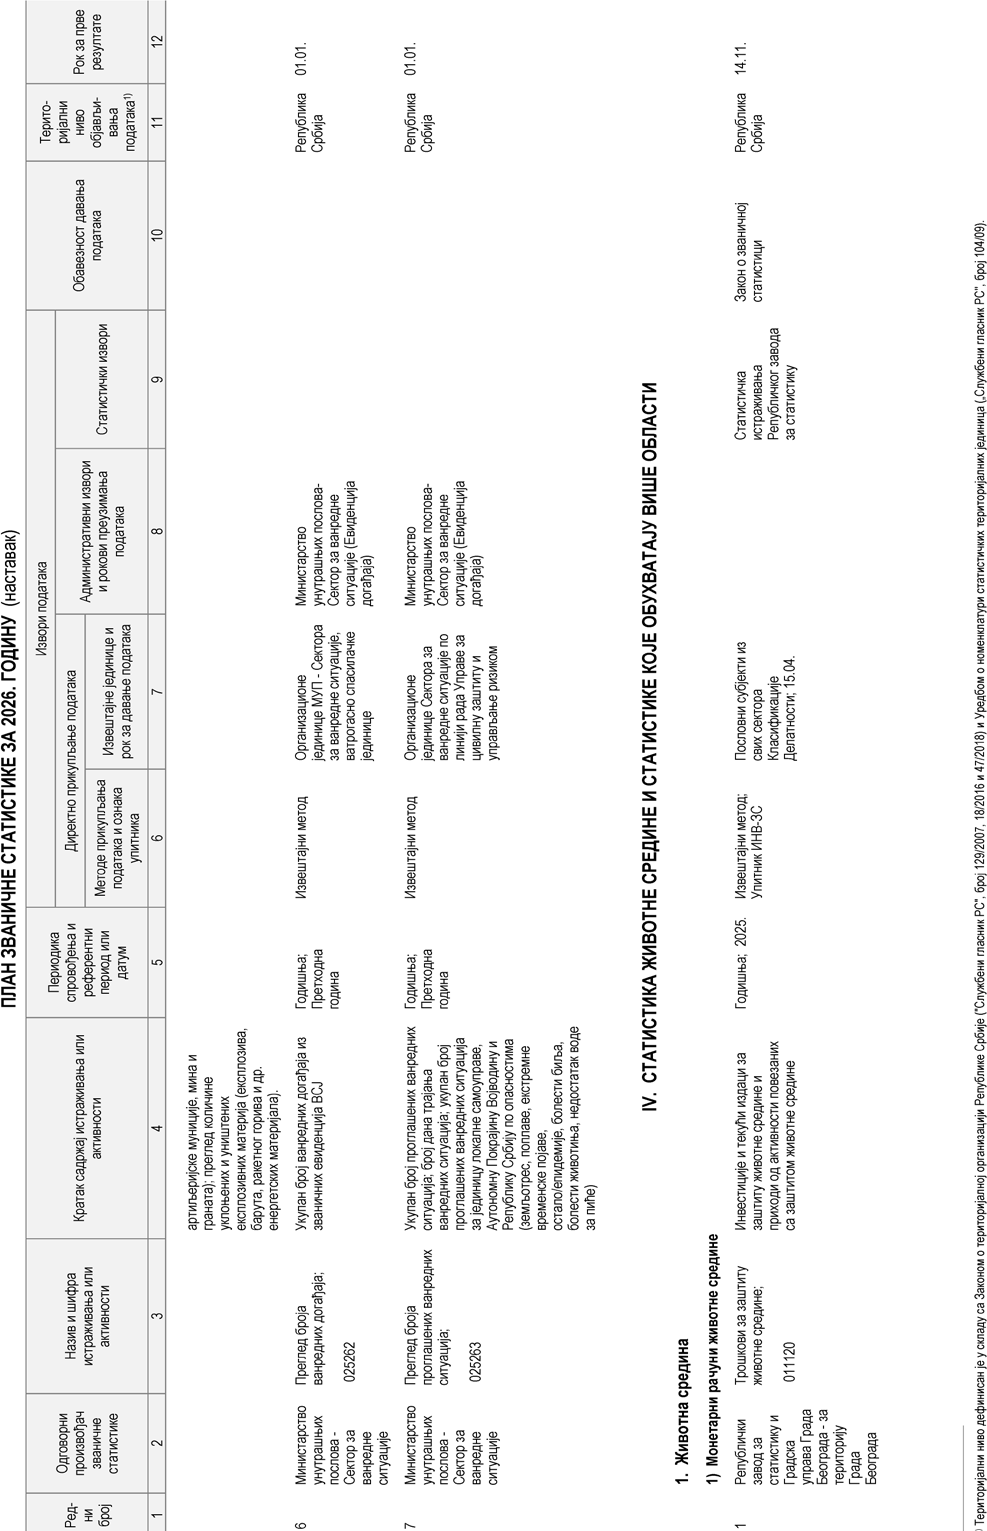 ПЛАН ЗВАНИЧНЕ СТАТИСТИКЕ ЗА 2026. ГОДИНУ (наставак)
Ред-
ни
број
Одговорни
произвођач
званичне
статистике
Назив и шифра
истраживања или
активности
Кратак садржај истраживања или
активности
Периодика
спровођења и
референтни
период или
датум
Извори података
Директно прикупљање података
Методе прикупљања
података и ознака
упитника
Извештајне јединице и
рок за давање података
Административни извори
и рокови преузимања
података
Статистички извори
Обавезност давања
података
Терито-
ријални
ниво
објављи-
вања
података1)
Рок за прве
резултате
1 2 3 4 5 6 7 8 9 10 11 12
артиљеријске муниције, мина и
граната); преглед количине
уклоњених и уништених
експлозивних материја (експлозива,
барута, ракетног горива и др.
енергетских материјала).
6
Министарство
унутрашњих
послова -
Сектор за
ванредне
ситуације
Преглед броја
ванредних догађаја;
025262
Укупан број ванредних догађаја из
званичних евиденција ВСЈ
Годишња;
Претходна
година
Извештајни метод
Организационе
јединице МУП - Сектора
за ванредне ситуације,
ватрогасно спасилачке
јединице
Министарство
унутрашњих послова-
Сектор за ванредне
ситуације (Евиденција
догађаја)
Република
Србија
01.01.
7
Министарство
унутрашњих
послова -
Сектор за
ванредне
ситуације
Преглед броја
проглашених ванредних
ситуација;
025263
Укупан број проглашених ванредних
ситуација; број дана трајања
ванредних ситуација; укупан број
проглашених ванредних ситуација
за јединицу локалне самоуправе,
Аутономну Покрајину Војводину и
Републику Србију по опасностима
(земљотрес, поплаве, екстремне
временске појаве,
остало/епидемије, болести биља,
болести животиња, недостатак воде
за пиће)
Годишња;
Претходна
година
Извештајни метод
Организационе
јединице Сектора за
ванредне ситуације по
линији рада Управе за
цивилну заштиту и
управљање ризиком
Министарство
унутрашњих послова-
Сектор за ванредне
ситуације (Евиденција
догађаја)
Република
Србија
01.01.
IV. СТАТИСТИКА ЖИВОТНЕ СРЕДИНЕ И СТАТИСТИКЕ КОЈЕ ОБУХВАТАЈУ ВИШЕ ОБЛАСТИ
1. Животна средина
1) Монетарни рачуни животне средине
1
Републички
завод за
статистику и
Градска
управа Града
Београда - за
територију
Града
Београда
Трошкови за заштиту
животне средине;
011120
Инвестиције и текући издаци за
заштиту животне средине и
приходи од активности повезаних
са заштитом животне средине
Годишња; 2025.
Извештајни метод;
Упитник ИНВ-3С
Пословни субјекти из
свих сектора
Класификације
Делатности; 15.04.
Статистичка
истраживања
Републичког завода
за статистику
Закон о званичној
статистици
Република
Србија
14.11.
) Територијални ниво дефинисан је у складу са Законом о територијалној организацији Републике Србије ("Службени гласник РС", број 129/2007, 18/2016 и 47/2018) и Уредбом о номенклатури статистичких територијалних јединица („Службени гласник РС", број 104/09).